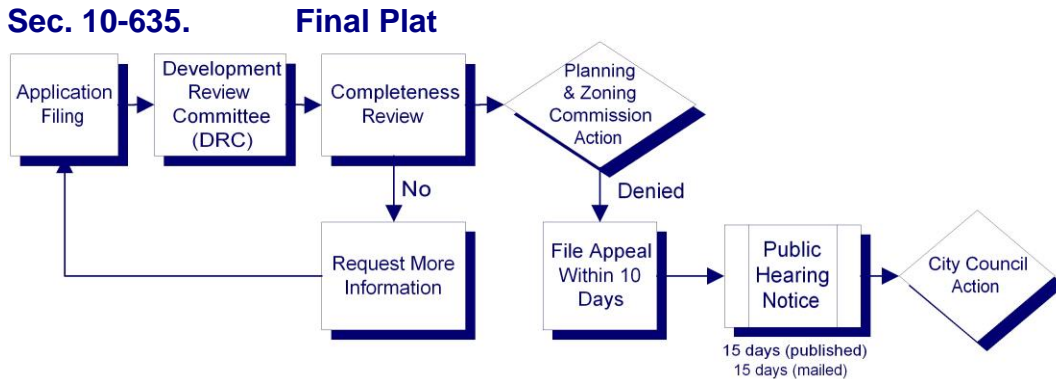 Sec. 10-635. Final Plat
Application
Filing
Development
Review
Committee
(DRC)
Completeness
Review
Planning
& Zoning
Commission
Action
No
Denied
Request More
Information
File Appeal
Within 10
Days
Public
Hearing
Notice
City Council
Action
15 days (published)
15 days (mailed)